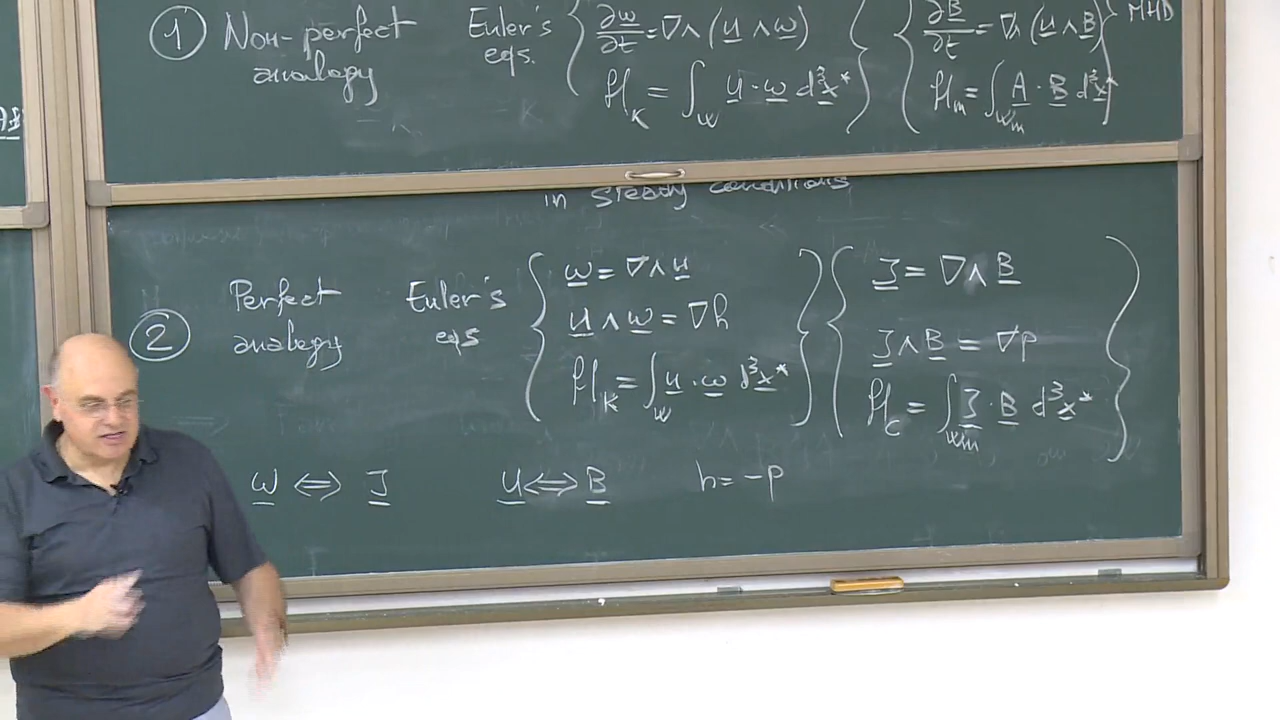 ① Non-perfect analogy Euler's eqs. { ∂ω/∂t = ∇∧(u∧ω) } { ∂B/∂t = ∇∧(u∧B) } MHD
H_K = ∫_W u·ω d³x* H_m = ∫_Wm A·B d³x*
in steady conditions
② Perfect analogy Euler's eqs { ω = ∇∧u } { J = ∇∧B }
u∧ω = ∇h J∧B = ∇p
H_K = ∫_W u·ω d³x* H_C = ∫_Wm J·B d³x*
ω ⇔ J u ⇔ B h = -p